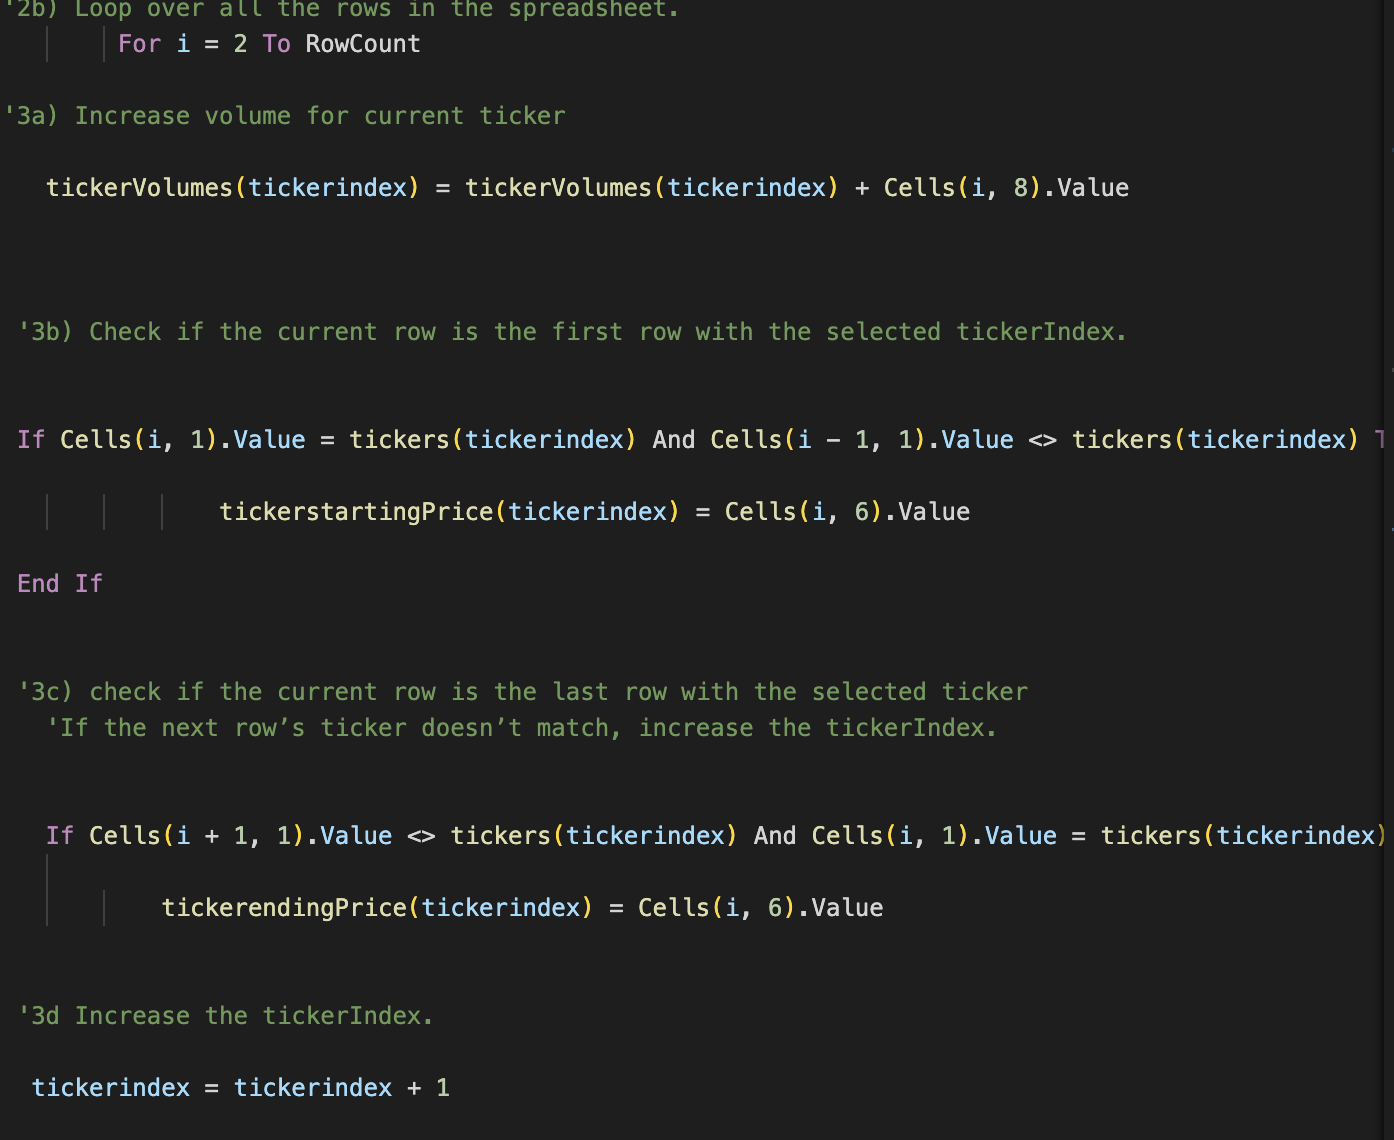 '2b) Loop over all the rows in the spreadsheet.
For i = 2 To RowCount
'3a) Increase volume for current ticker
tickerVolumes(tickerindex) = tickerVolumes(tickerindex) + Cells(i, 8).Value
'3b) Check if the current row is the first row with the selected tickerIndex.
If Cells(i, 1).Value = tickers(tickerindex) And Cells(i - 1, 1).Value <> tickers(tickerindex) T
tickerstartingPrice(tickerindex) = Cells(i, 6).Value
End If
'3c) check if the current row is the last row with the selected ticker
'If the next row’s ticker doesn’t match, increase the tickerIndex.
If Cells(i + 1, 1).Value <> tickers(tickerindex) And Cells(i, 1).Value = tickers(tickerindex)
tickerendingPrice(tickerindex) = Cells(i, 6).Value
'3d Increase the tickerIndex.
tickerindex = tickerindex + 1